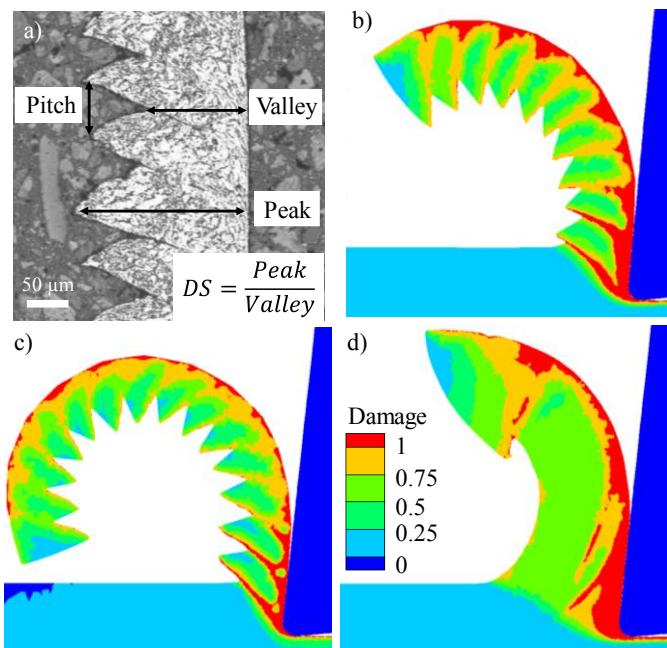 a)
Pitch
Valley
Peak
50 µm
DS = Peak / Valley
b)
c)
d)
Damage
1
0.75
0.5
0.25
0